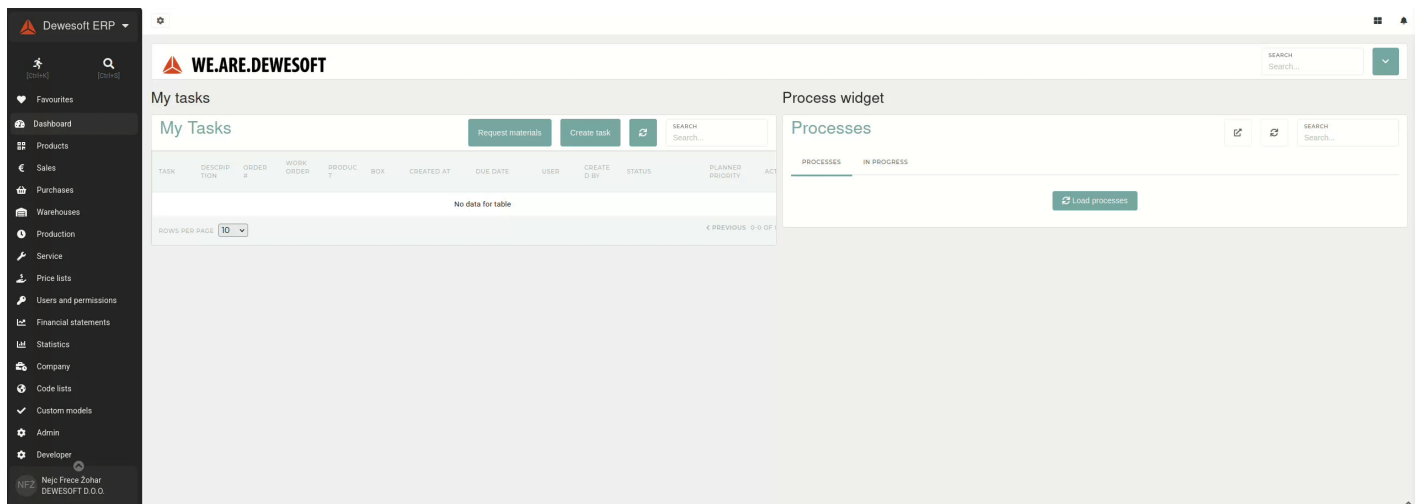 Dewesoft ERP
[Ctrl+K]
[Ctrl+S]
Favourites
Dashboard
Products
Sales
Purchases
Warehouses
Production
Service
Price lists
Users and permissions
Financial statements
Statistics
Company
Code lists
Custom models
Admin
Developer
NFŽ
Nejc Frece Žohar
DEWESOFT D.O.O.
WE.ARE.DEWESOFT
SEARCH
Search...
My tasks
My Tasks
Request materials
Create task
SEARCH
Search...
TASK
DESCRIP
TION
ORDER
#
WORK
ORDER
PRODUC
T
BOX
CREATED AT
DUE DATE
USER
CREATE
D BY
STATUS
PLANNER
PRIORITY
ACT
No data for table
ROWS PER PAGE
10
PREVIOUS
0-0 OF
Process widget
Processes
SEARCH
Search...
PROCESSES
IN PROGRESS
Load processes